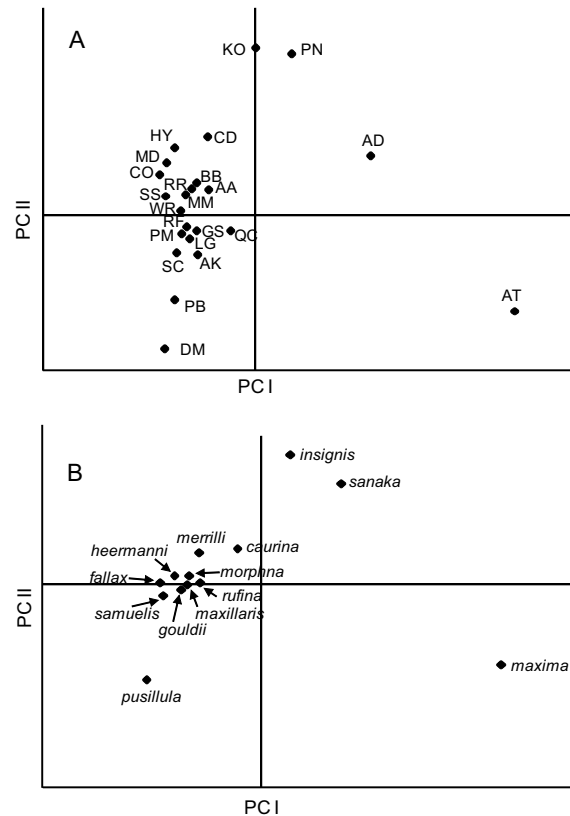 A
KO
PN
AD
HY
CD
MD
CO
BB
RR
AA
SS
MM
WR
RF
GS
QC
PM
LG
SC
AK
PB
AT
DM
PC II
PC I
B
insignis
sanaka
merrilli
caurina
heermanni
morphna
fallax
rufina
samuelis
maxillaris
gouldii
maxima
pusillula
PC II
PC I